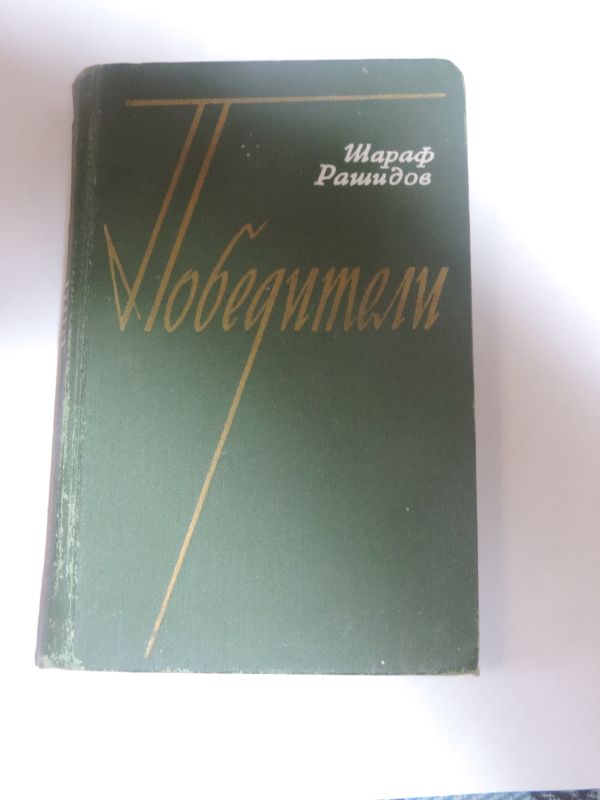 Шараф
Рашидов
Победители